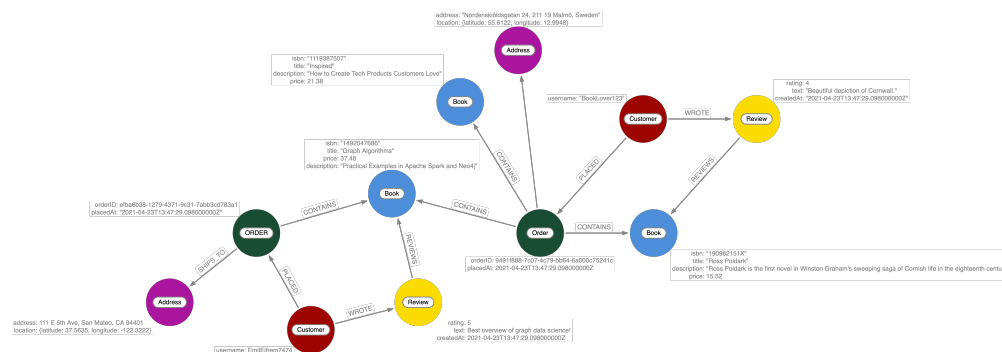 address: "Nordenskiöldsgatan 24, 211 19 Malmö, Sweden"
location: {latitude: 55.6122, longitude: 12.9948}
Address
isbn: "1119387507"
title: "Inspired"
description: "How to Create Tech Products Customers Love"
price: 21.38
Book
username: "BookLover123"
Customer
WROTE
rating: 4
text: "Beautiful depiction of Cornwall."
createdAt: "2021-04-23T13:47:29.098000000Z"
Review
CONTAINS
PLACED
REVIEWS
isbn: "1492047686"
title: "Graph Algorithms"
price: 37.48
description: "Practical Examples in Apache Spark and Neo4j"
Book
orderID: efba6b38-1279-4371-9c31-7abb3cd783a1
placedAt: "2021-04-23T13:47:29.098000000Z"
CONTAINS
CONTAINS
ORDER
Order
CONTAINS
Book
orderID: 9491f888-7c07-4c79-bb64-6a000c75241c
placedAt: 2021-04-23T13:47:29.098000000Z
isbn: "190962151X"
title: "Ross Poldark"
description: "Ross Poldark is the first novel in Winston Graham's sweeping saga of Cornish life in the eighteenth
price: 15.52
SHIPS_TO
PLACED
REVIEWS
Address
Review
WROTE
address: 111 E 5th Ave, San Mateo, CA 94401
location: {latitude: 37.5635, longitude: -122.3222}
Customer
rating: 5
text: Best overview of graph data science!
createdAt: 2021-04-23T13:47:29.098000000Z
username: EmilEifrem7474